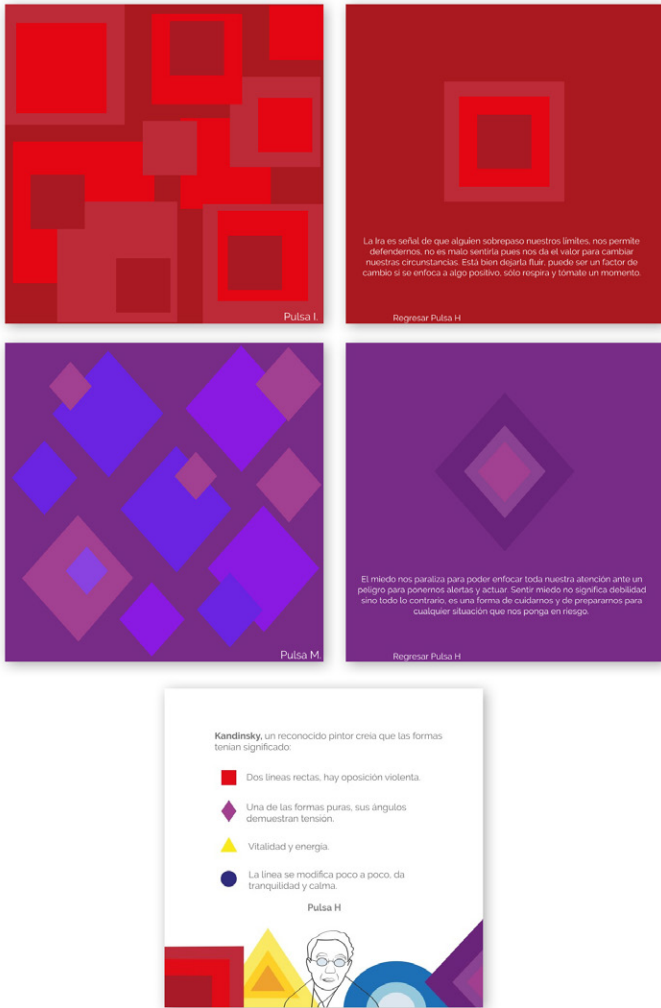 Pulsa I.
La Ira es señal de que alguien sobrepaso nuestros límites, nos permite
defendernos, no es malo sentirla pues nos da el valor para cambiar
nuestras circunstancias. Está bien dejarla fluir, puede ser un factor de
cambio si se enfoca a algo positivo, sólo respira y tómate un momento.
Regresar Pulsa H
Pulsa M.
El miedo nos paraliza para poder enfocar toda nuestra atención ante un
peligro para ponernos alertas y actuar. Sentir miedo no significa debilidad
sino todo lo contrario, es una forma de cuidarnos y de prepararnos para
cualquier situación que nos ponga en riesgo.
Regresar Pulsa H
Kandinsky, un reconocido pintor creía que las formas
tenían significado:
Dos líneas rectas, hay oposición violenta.
Una de las formas puras, sus ángulos
demuestran tensión.
Vitalidad y energía.
La línea se modifica poco a poco, da
tranquilidad y calma.
Pulsa H